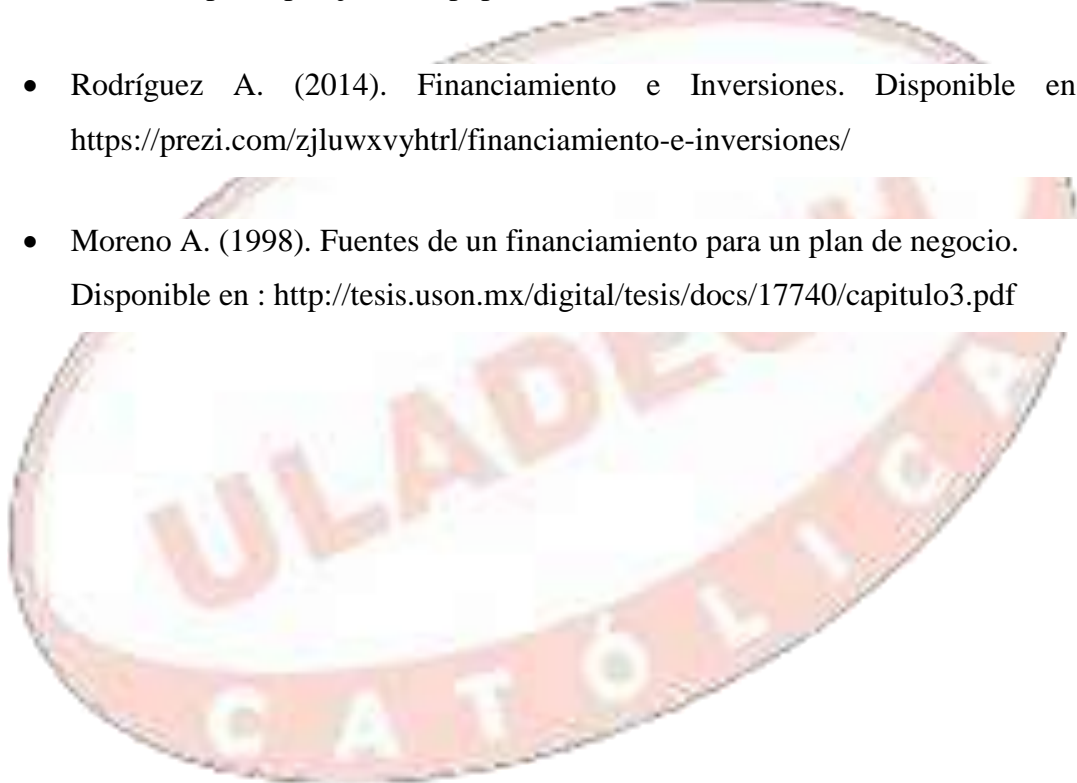 • Rodríguez A. (2014). Financiamiento e Inversiones. Disponible en
https://prezi.com/zjluwxvyhtrl/financiamiento-e-inversiones/
• Moreno A. (1998). Fuentes de un financiamiento para un plan de negocio.
Disponible en : http://tesis.uson.mx/digital/tesis/docs/17740/capitulo3.pdf
ULADECH
CATÓLICA